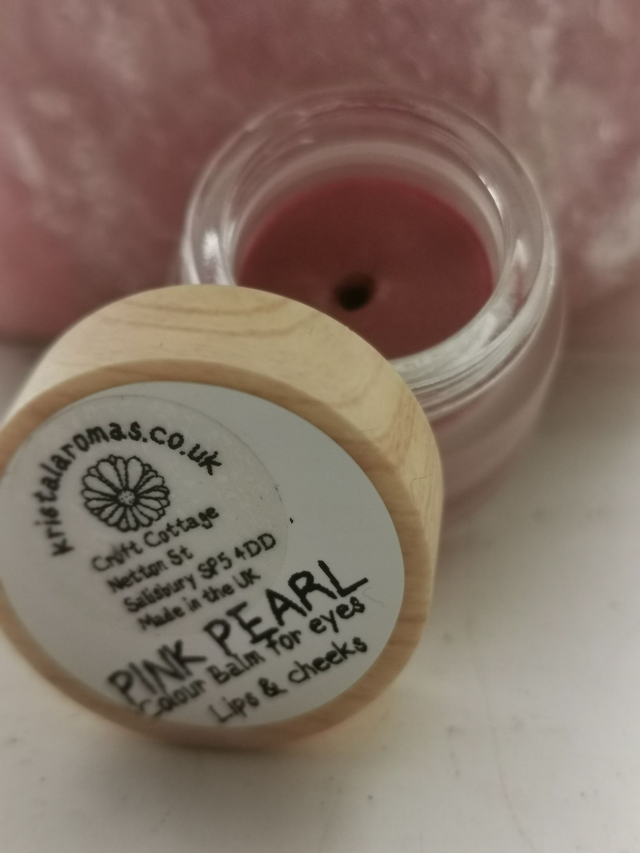 kristalaromas.co.uk
Croft Cottage
Netton St
Salisbury SP5 4DD
Made in the UK
PINK PEARL
Colour Balm for eyes
Lips & cheeks